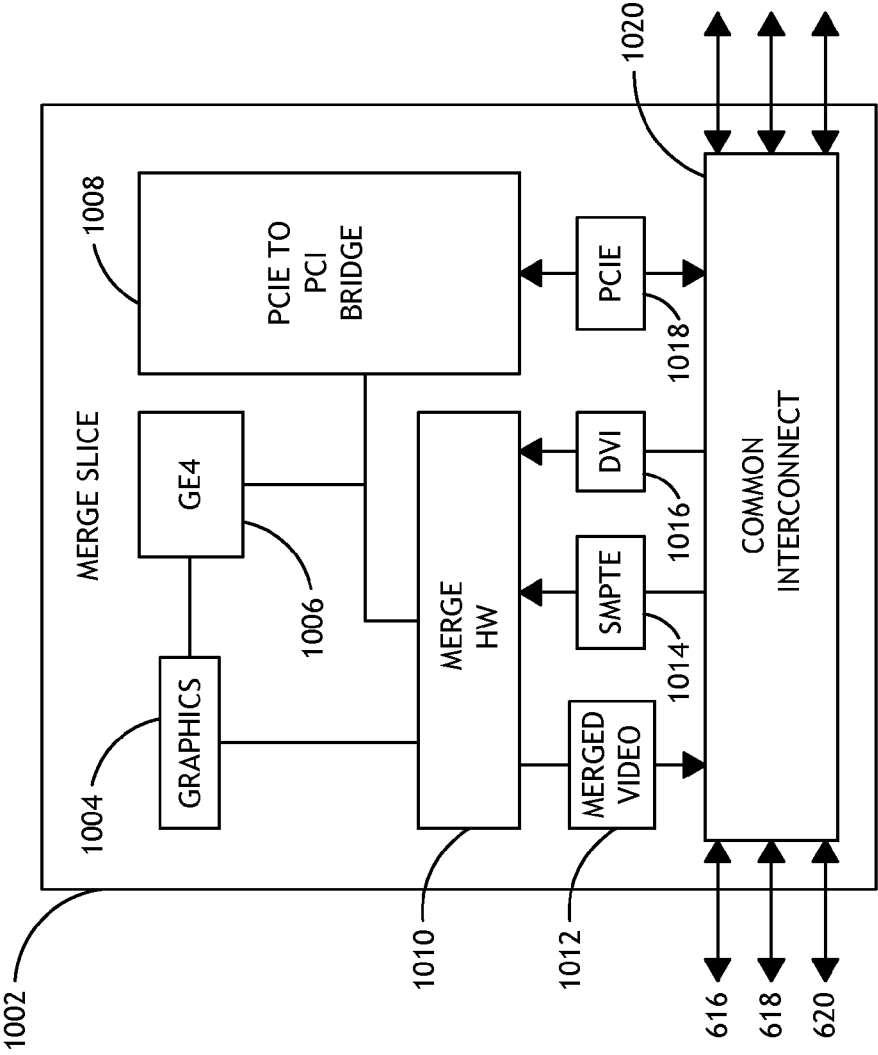 1002
MERGE SLICE
1004
GRAPHICS
GE4
1006
1008
PCIE TO
PCI
BRIDGE
1010
MERGE
HW
1012
MERGED
VIDEO
SMPTE
1014
DVI
1016
PCIE
1018
1020
COMMON
INTERCONNECT
616
618
620